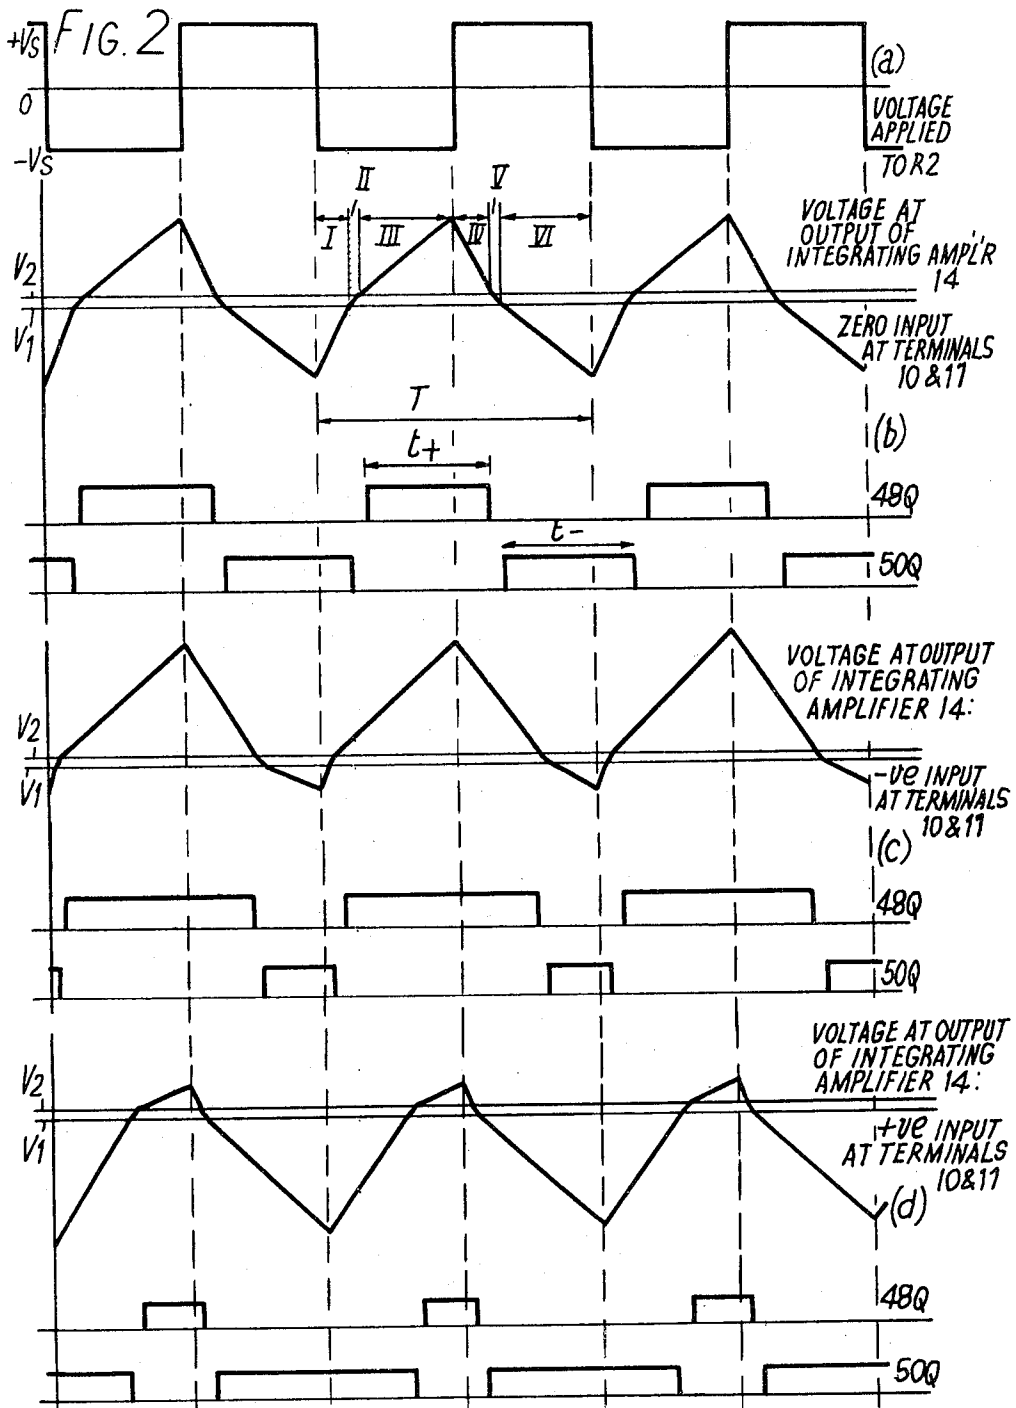 FIG. 2
+Vs
0
-Vs
(a)
VOLTAGE
APPLIED
TO R2
I
II
III
IV
V
VI
VOLTAGE AT
OUTPUT OF
INTEGRATING AMPL'R
14
V2
V1
ZERO INPUT
AT TERMINALS
10 & 11
T
(b)
t+
48Q
t-
50Q
VOLTAGE AT OUTPUT
OF INTEGRATING
AMPLIFIER 14:
V2
V1
-ve INPUT
AT TERMINALS
10 & 11
(c)
48Q
50Q
VOLTAGE AT OUTPUT
OF INTEGRATING
AMPLIFIER 14:
V2
V1
+ve INPUT
AT TERMINALS
10 & 11
(d)
48Q
50Q